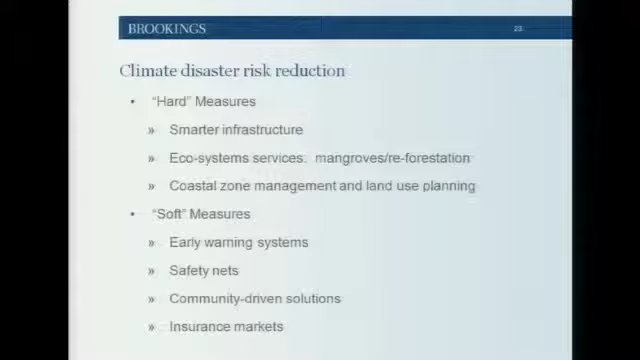 BROOKINGS
23
Climate disaster risk reduction
• "Hard" Measures
» Smarter infrastructure
» Eco-systems services: mangroves/re-forestation
» Coastal zone management and land use planning
• "Soft" Measures
» Early warning systems
» Safety nets
» Community-driven solutions
» Insurance markets